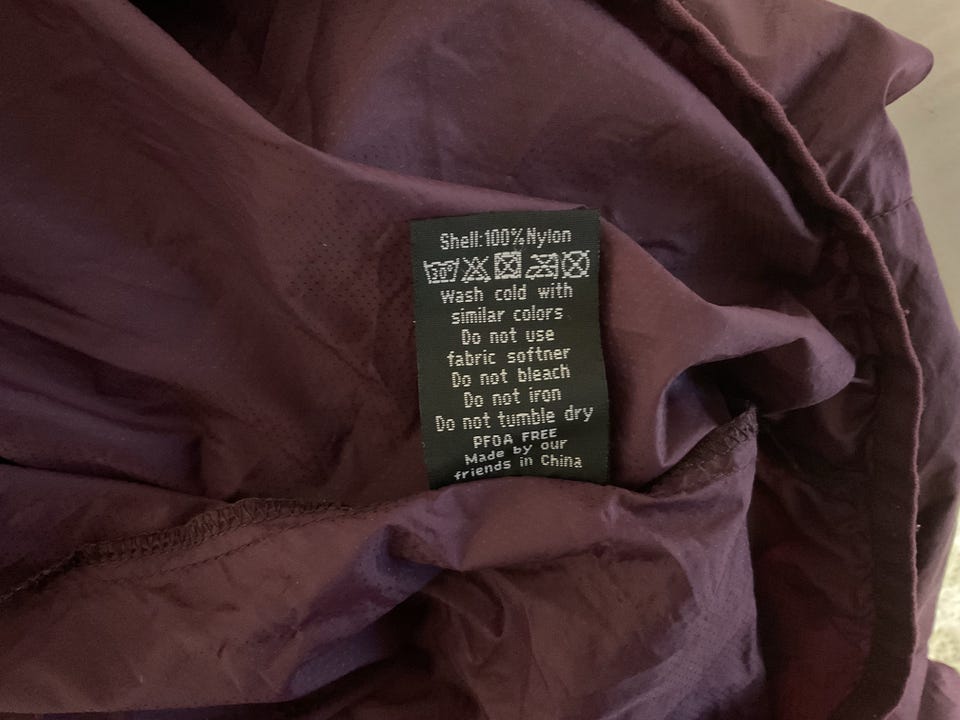 Shell:100%Nylon
30°
Wash cold with
similar colors
Do not use
fabric softner
Do not bleach
Do not iron
Do not tumble dry
PFOA FREE
Made by our
friends in China